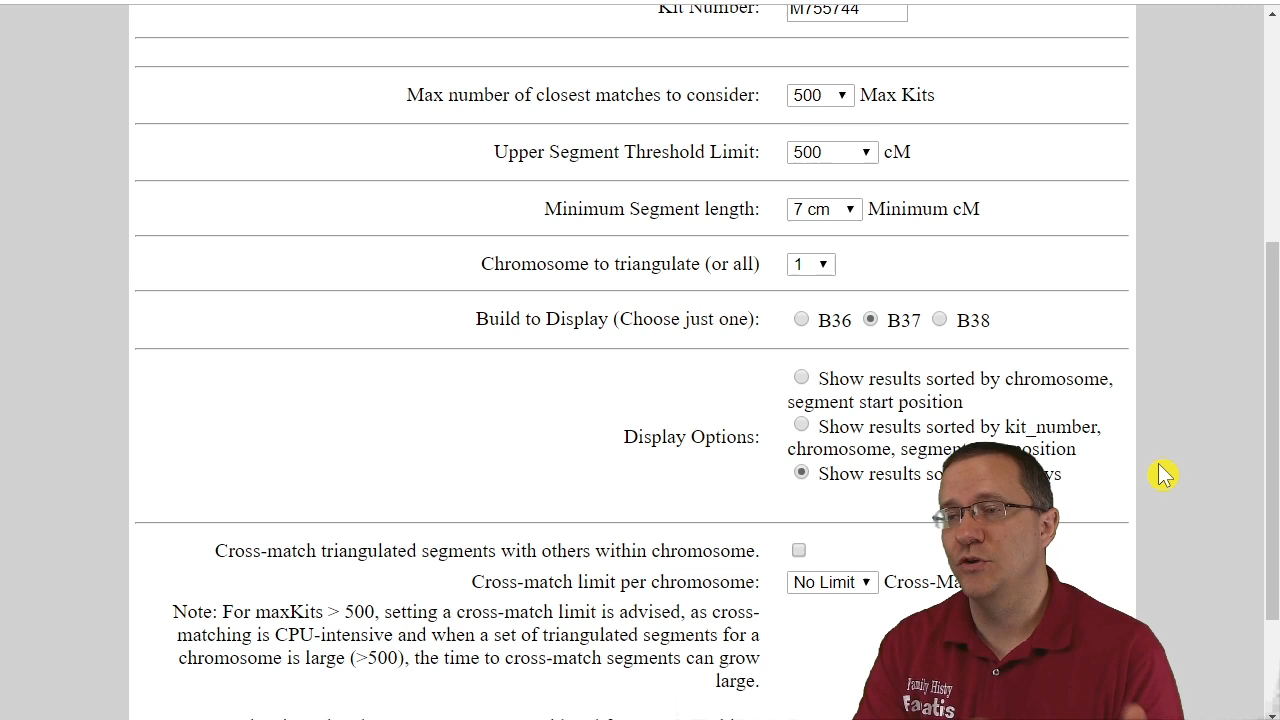 Kit Number: M755744
Max number of closest matches to consider: 500 Max Kits
Upper Segment Threshold Limit: 500 cM
Minimum Segment length: 7 cm Minimum cM
Chromosome to triangulate (or all) 1
Build to Display (Choose just one): B36 B37 B38
Show results sorted by chromosome,
segment start position
Show results sorted by kit_number,
Display Options: chromosome, segment position
Show results
Cross-match triangulated segments with others within chromosome.
Cross-match limit per chromosome: No Limit
Note: For maxKits > 500, setting a cross-match limit is advised, as cross-
matching is CPU-intensive and when a set of triangulated segments for a
chromosome is large (>500), the time to cross-match segments can grow
large.
Family Histy
Fanatis